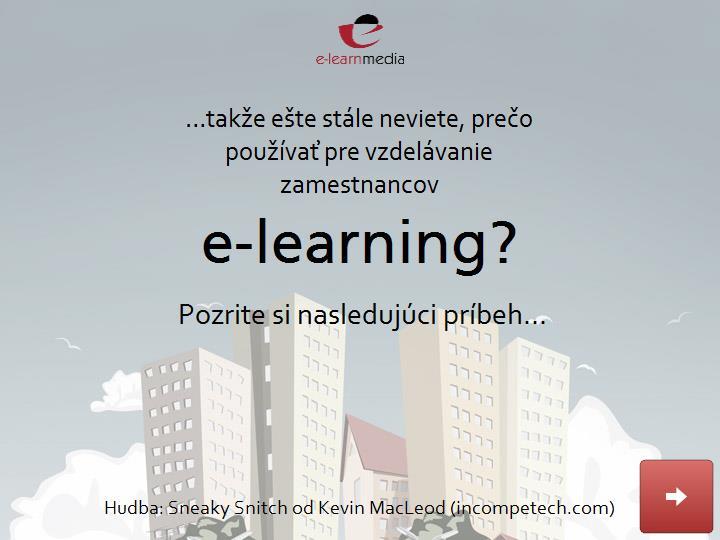 e-learnmedia
...takže ešte stále neviete, prečo
používať pre vzdelávanie
zamestnancov
e-learning?
Pozrite si nasledujúci príbeh...
Hudba: Sneaky Snitch od Kevin MacLeod (incompetech.com)